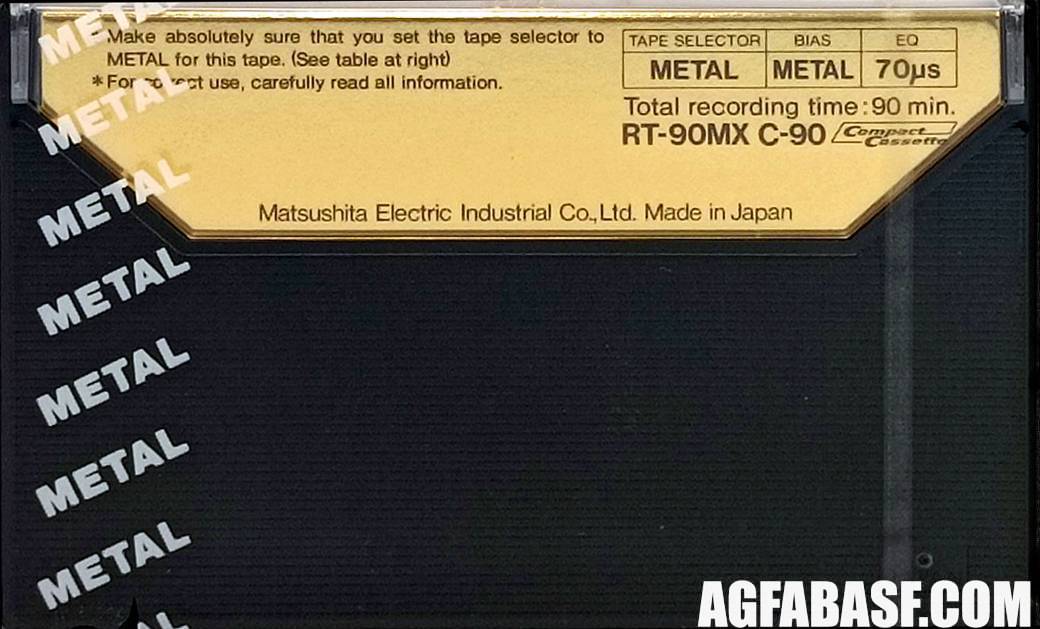 Make absolutely sure that you set the tape selector to
METAL for this tape. (See table at right)
*For correct use, carefully read all information.
TAPE SELECTOR BIAS EQ
METAL METAL 70µs
Total recording time: 90 min.
RT-90MX C-90 Compact Cassette
Matsushita Electric Industrial Co., Ltd. Made in Japan
METAL
METAL
METAL
METAL
METAL
METAL
METAL
AL
AGFABASF.COM